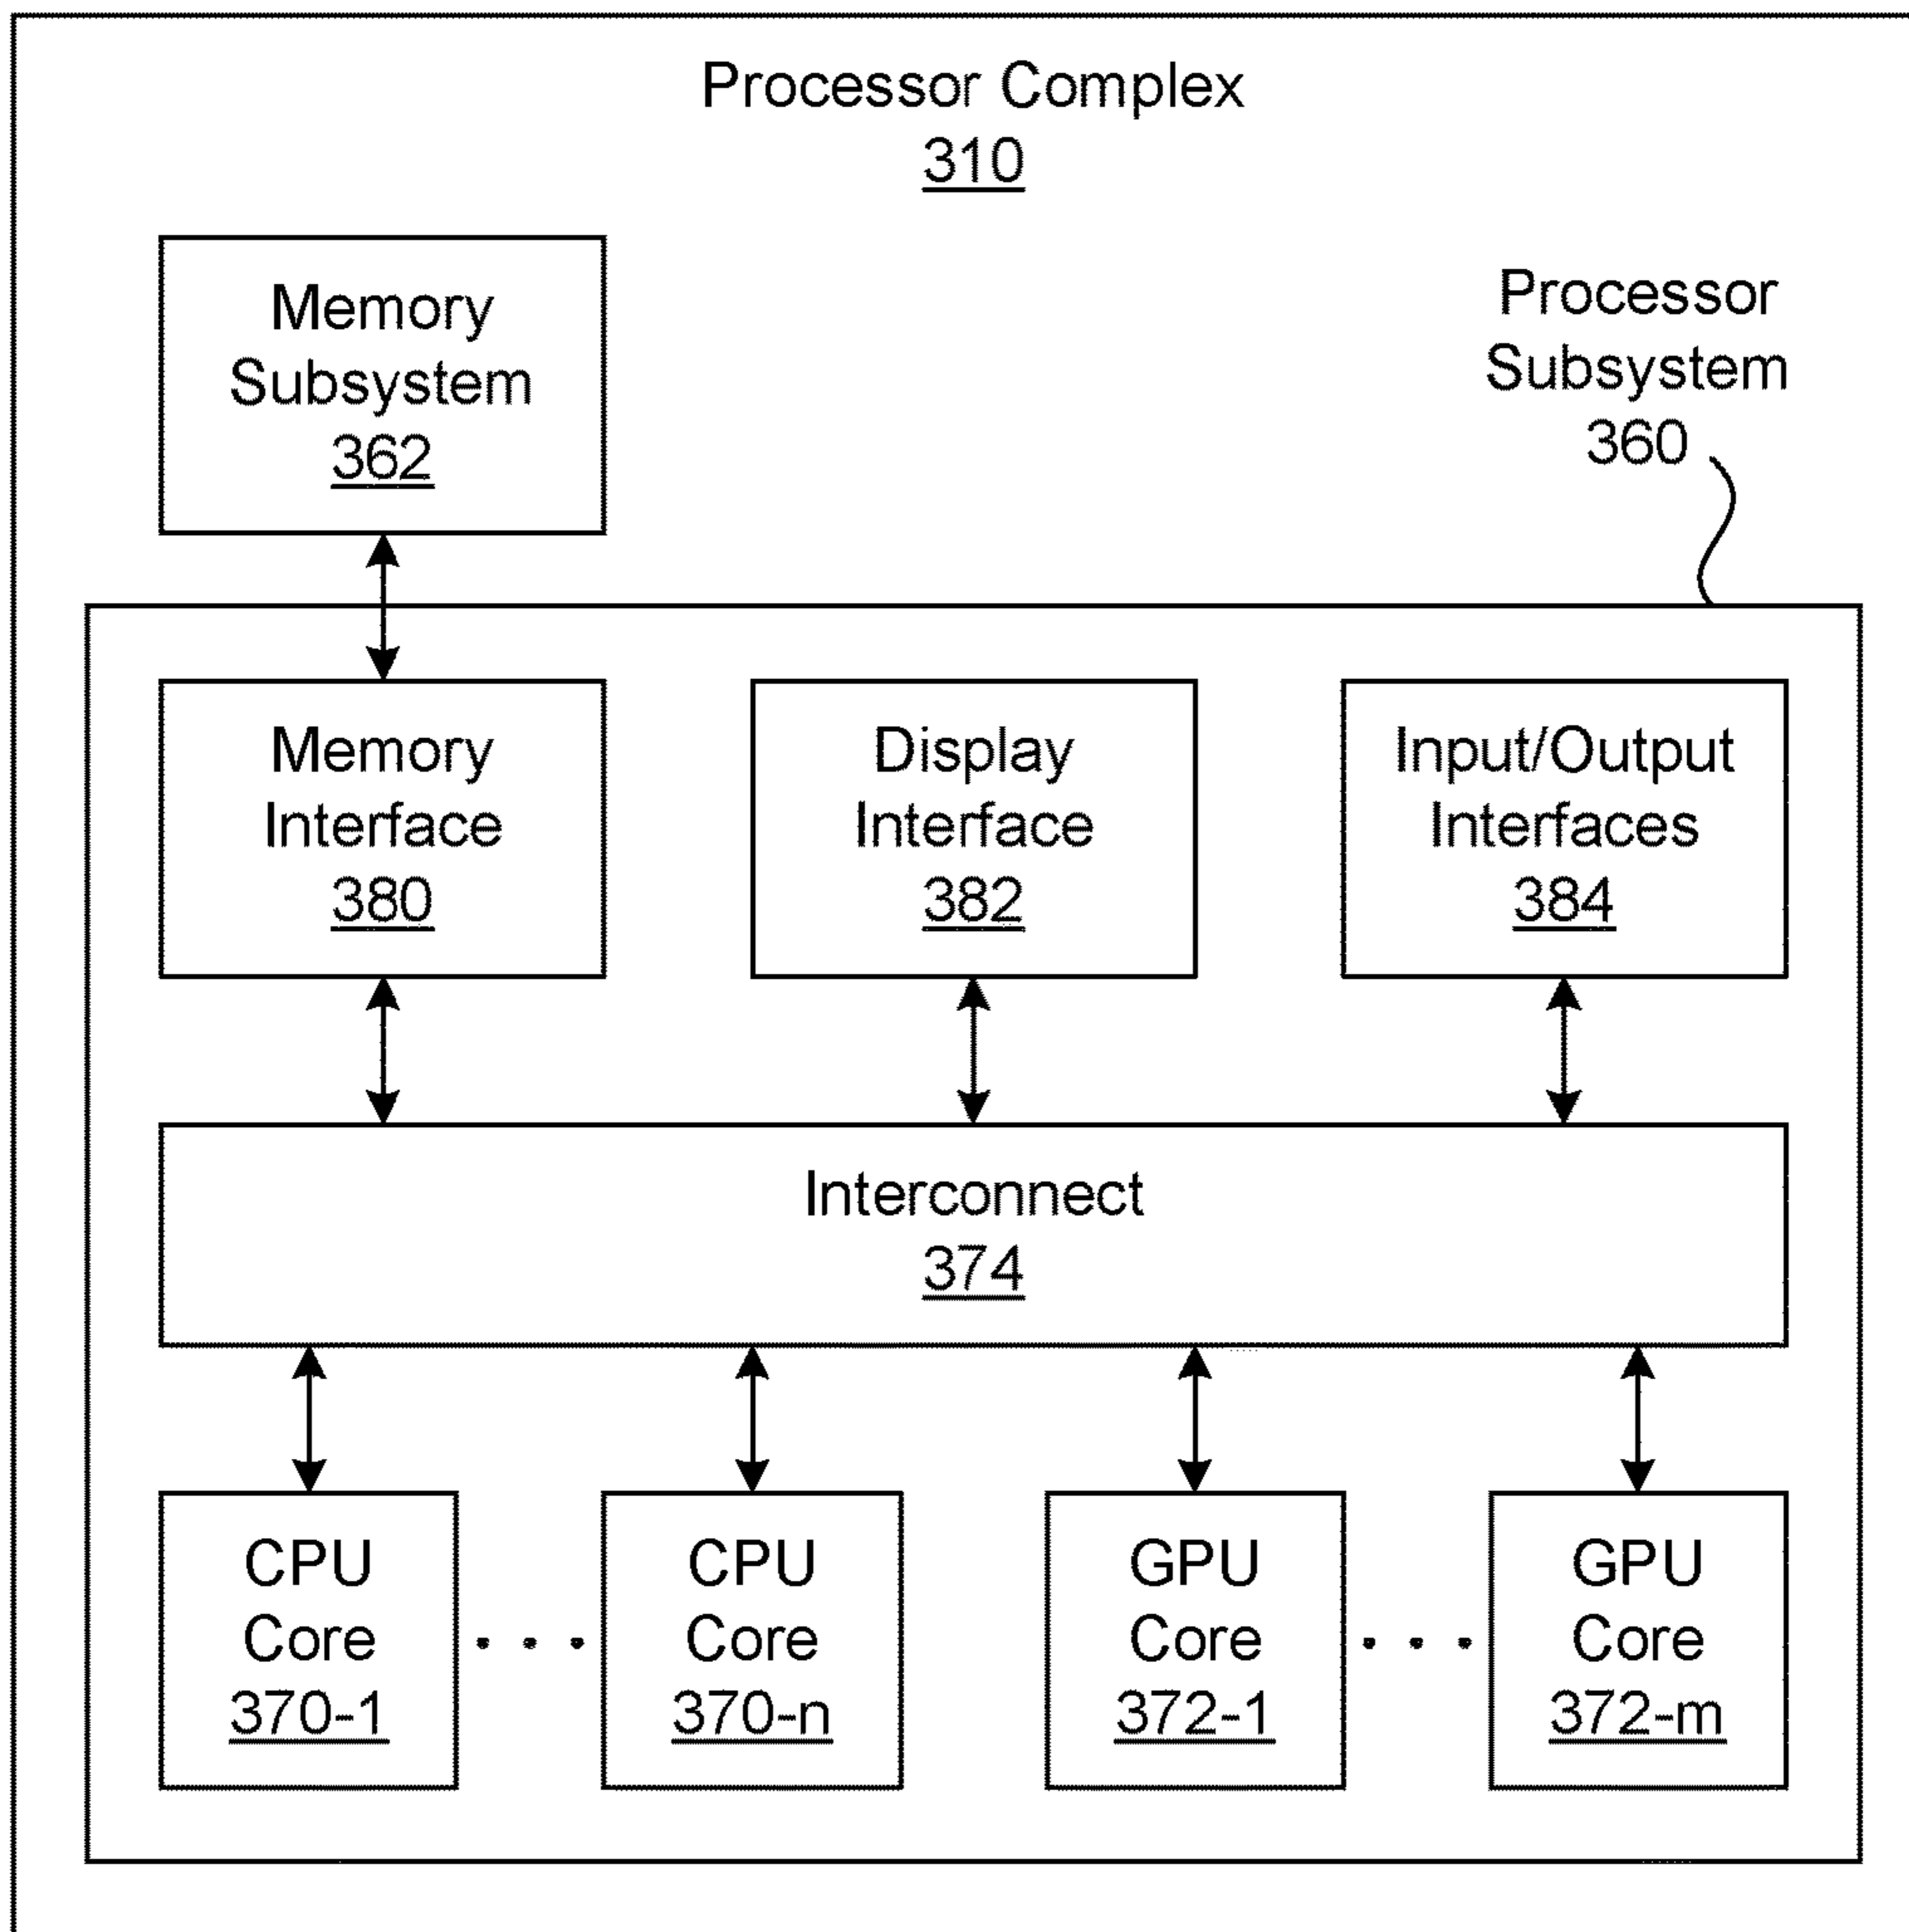 Processor Complex
310
Memory
Subsystem
362
Processor
Subsystem
360
Memory
Interface
380
Display
Interface
382
Input/Output
Interfaces
384
Interconnect
374
CPU
Core
370-1
. . .
CPU
Core
370-n
GPU
Core
372-1
. . .
GPU
Core
372-m